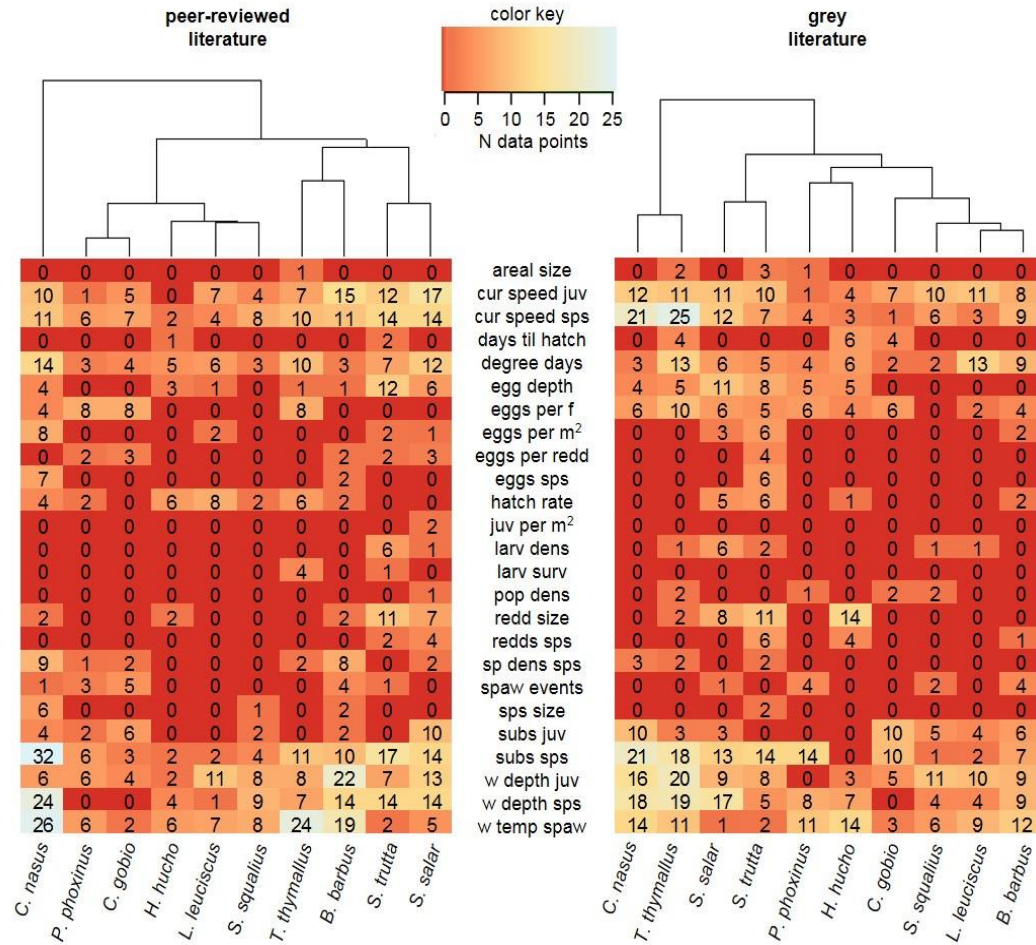 peer-reviewed
literature
color key
0 5 10 15 20 25
N data points
grey
literature
0 0 0 0 0 0 1 0 0 0 areal size 0 2 0 3 1 0 0 0 0 0
10 1 5 0 7 4 7 15 12 17 cur speed juv 12 11 11 10 1 4 7 10 11 8
11 6 7 2 4 8 10 11 14 14 cur speed sps 21 25 12 7 4 3 1 6 3 9
0 0 0 1 0 0 0 0 2 0 days til hatch 0 4 0 0 0 6 4 0 0 0
14 3 4 5 6 3 10 3 7 12 degree days 3 13 6 5 4 6 2 2 13 9
4 0 0 3 1 0 1 1 12 6 egg depth 4 5 11 8 5 5 0 0 0 0
4 8 8 0 0 0 8 0 0 0 eggs per f 6 10 6 5 6 4 6 0 2 4
8 0 0 0 2 0 0 0 2 1 eggs per m² 0 0 3 6 0 0 0 0 0 2
0 2 3 0 0 0 0 2 2 3 eggs per redd 0 0 0 4 0 0 0 0 0 0
7 0 0 0 0 0 0 2 0 0 eggs sps 0 0 0 6 0 0 0 0 0 0
4 2 0 6 8 2 6 2 0 0 hatch rate 0 0 5 6 0 1 0 0 0 2
0 0 0 0 0 0 0 0 0 2 juv per m² 0 0 0 0 0 0 0 0 0 0
0 0 0 0 0 0 0 0 6 1 larv dens 0 1 6 2 0 0 0 1 1 0
0 0 0 0 0 0 4 0 1 0 larv surv 0 0 0 0 0 0 0 0 0 0
0 0 0 0 0 0 0 0 0 1 pop dens 0 2 0 0 1 0 2 2 0 0
2 0 0 2 0 0 0 2 11 7 redd size 0 2 8 11 0 14 0 0 0 0
0 0 0 0 0 0 0 0 2 4 redds sps 0 0 0 6 0 4 0 0 0 1
9 1 2 0 0 0 2 8 0 2 sp dens sps 3 2 0 2 0 0 0 0 0 0
1 3 5 0 0 0 0 4 1 0 spaw events 0 0 1 0 4 0 0 2 0 4
6 0 0 0 0 1 0 2 0 0 sps size 0 0 0 2 0 0 0 0 0 0
4 2 6 0 0 2 0 0 0 10 subs juv 10 3 3 0 0 0 10 5 4 6
32 6 3 2 2 4 11 10 17 14 subs sps 21 18 13 14 14 0 10 1 2 7
6 6 4 2 11 8 8 22 7 13 w depth juv 16 20 9 8 0 3 5 11 10 9
24 0 0 4 1 9 7 14 14 14 w depth sps 18 19 17 5 8 7 0 4 4 9
26 6 2 6 7 8 24 19 2 5 w temp spaw 14 11 1 2 11 14 3 6 9 12
C. nasus P. phoxinus C. gobio H. hucho L. leuciscus S. squalius T. thymallus B. barbus S. trutta S. salar
C. nasus T. thymallus S. salar S. trutta P. phoxinus H. hucho C. gobio S. squalius L. leuciscus B. barbus